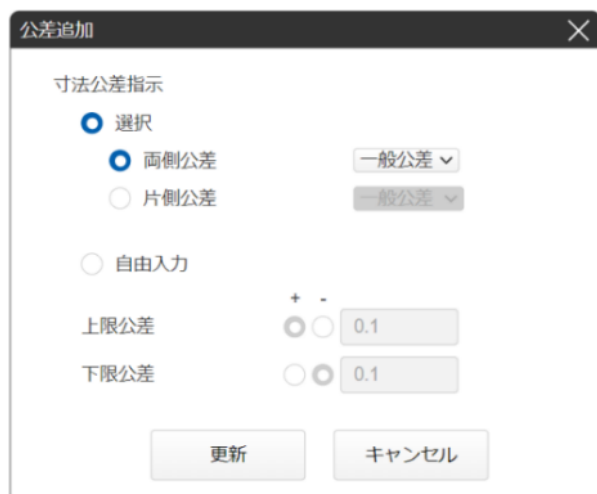 公差追加
寸法公差指示
選択
両側公差 一般公差
片側公差 一般公差
自由入力
+ -
上限公差 0.1
下限公差 0.1
更新 キャンセル